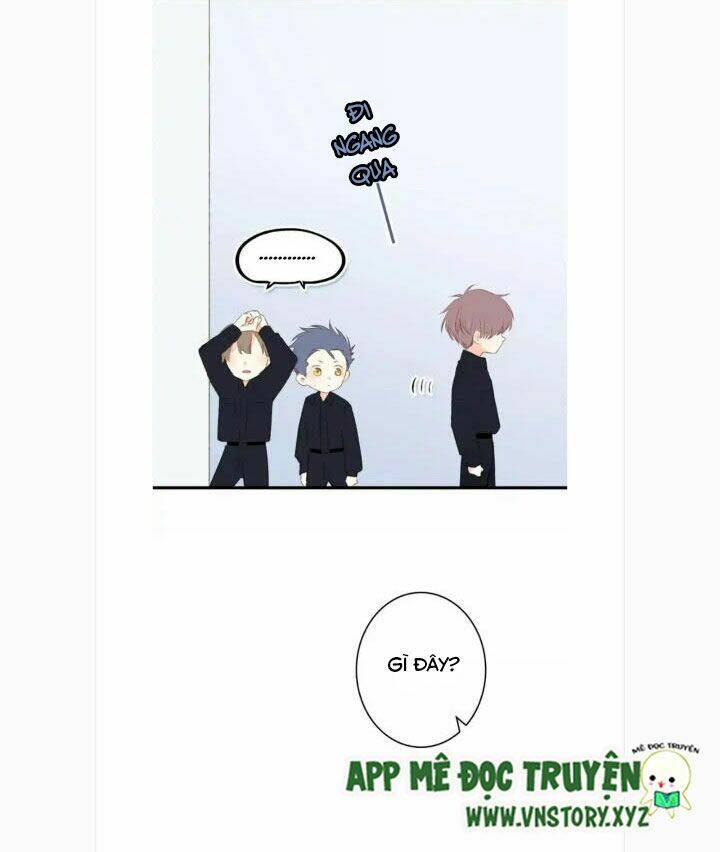 ĐI
NGANG
QUA
............
GÌ ĐÂY?
MÊ ĐỌC TRUYỆN
APP MÊ ĐỌC TRUYỆN
WWW.VNSTORY.XYZ